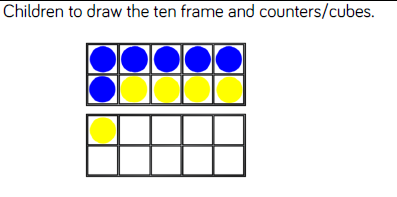 Children to draw the ten frame and counters/cubes.